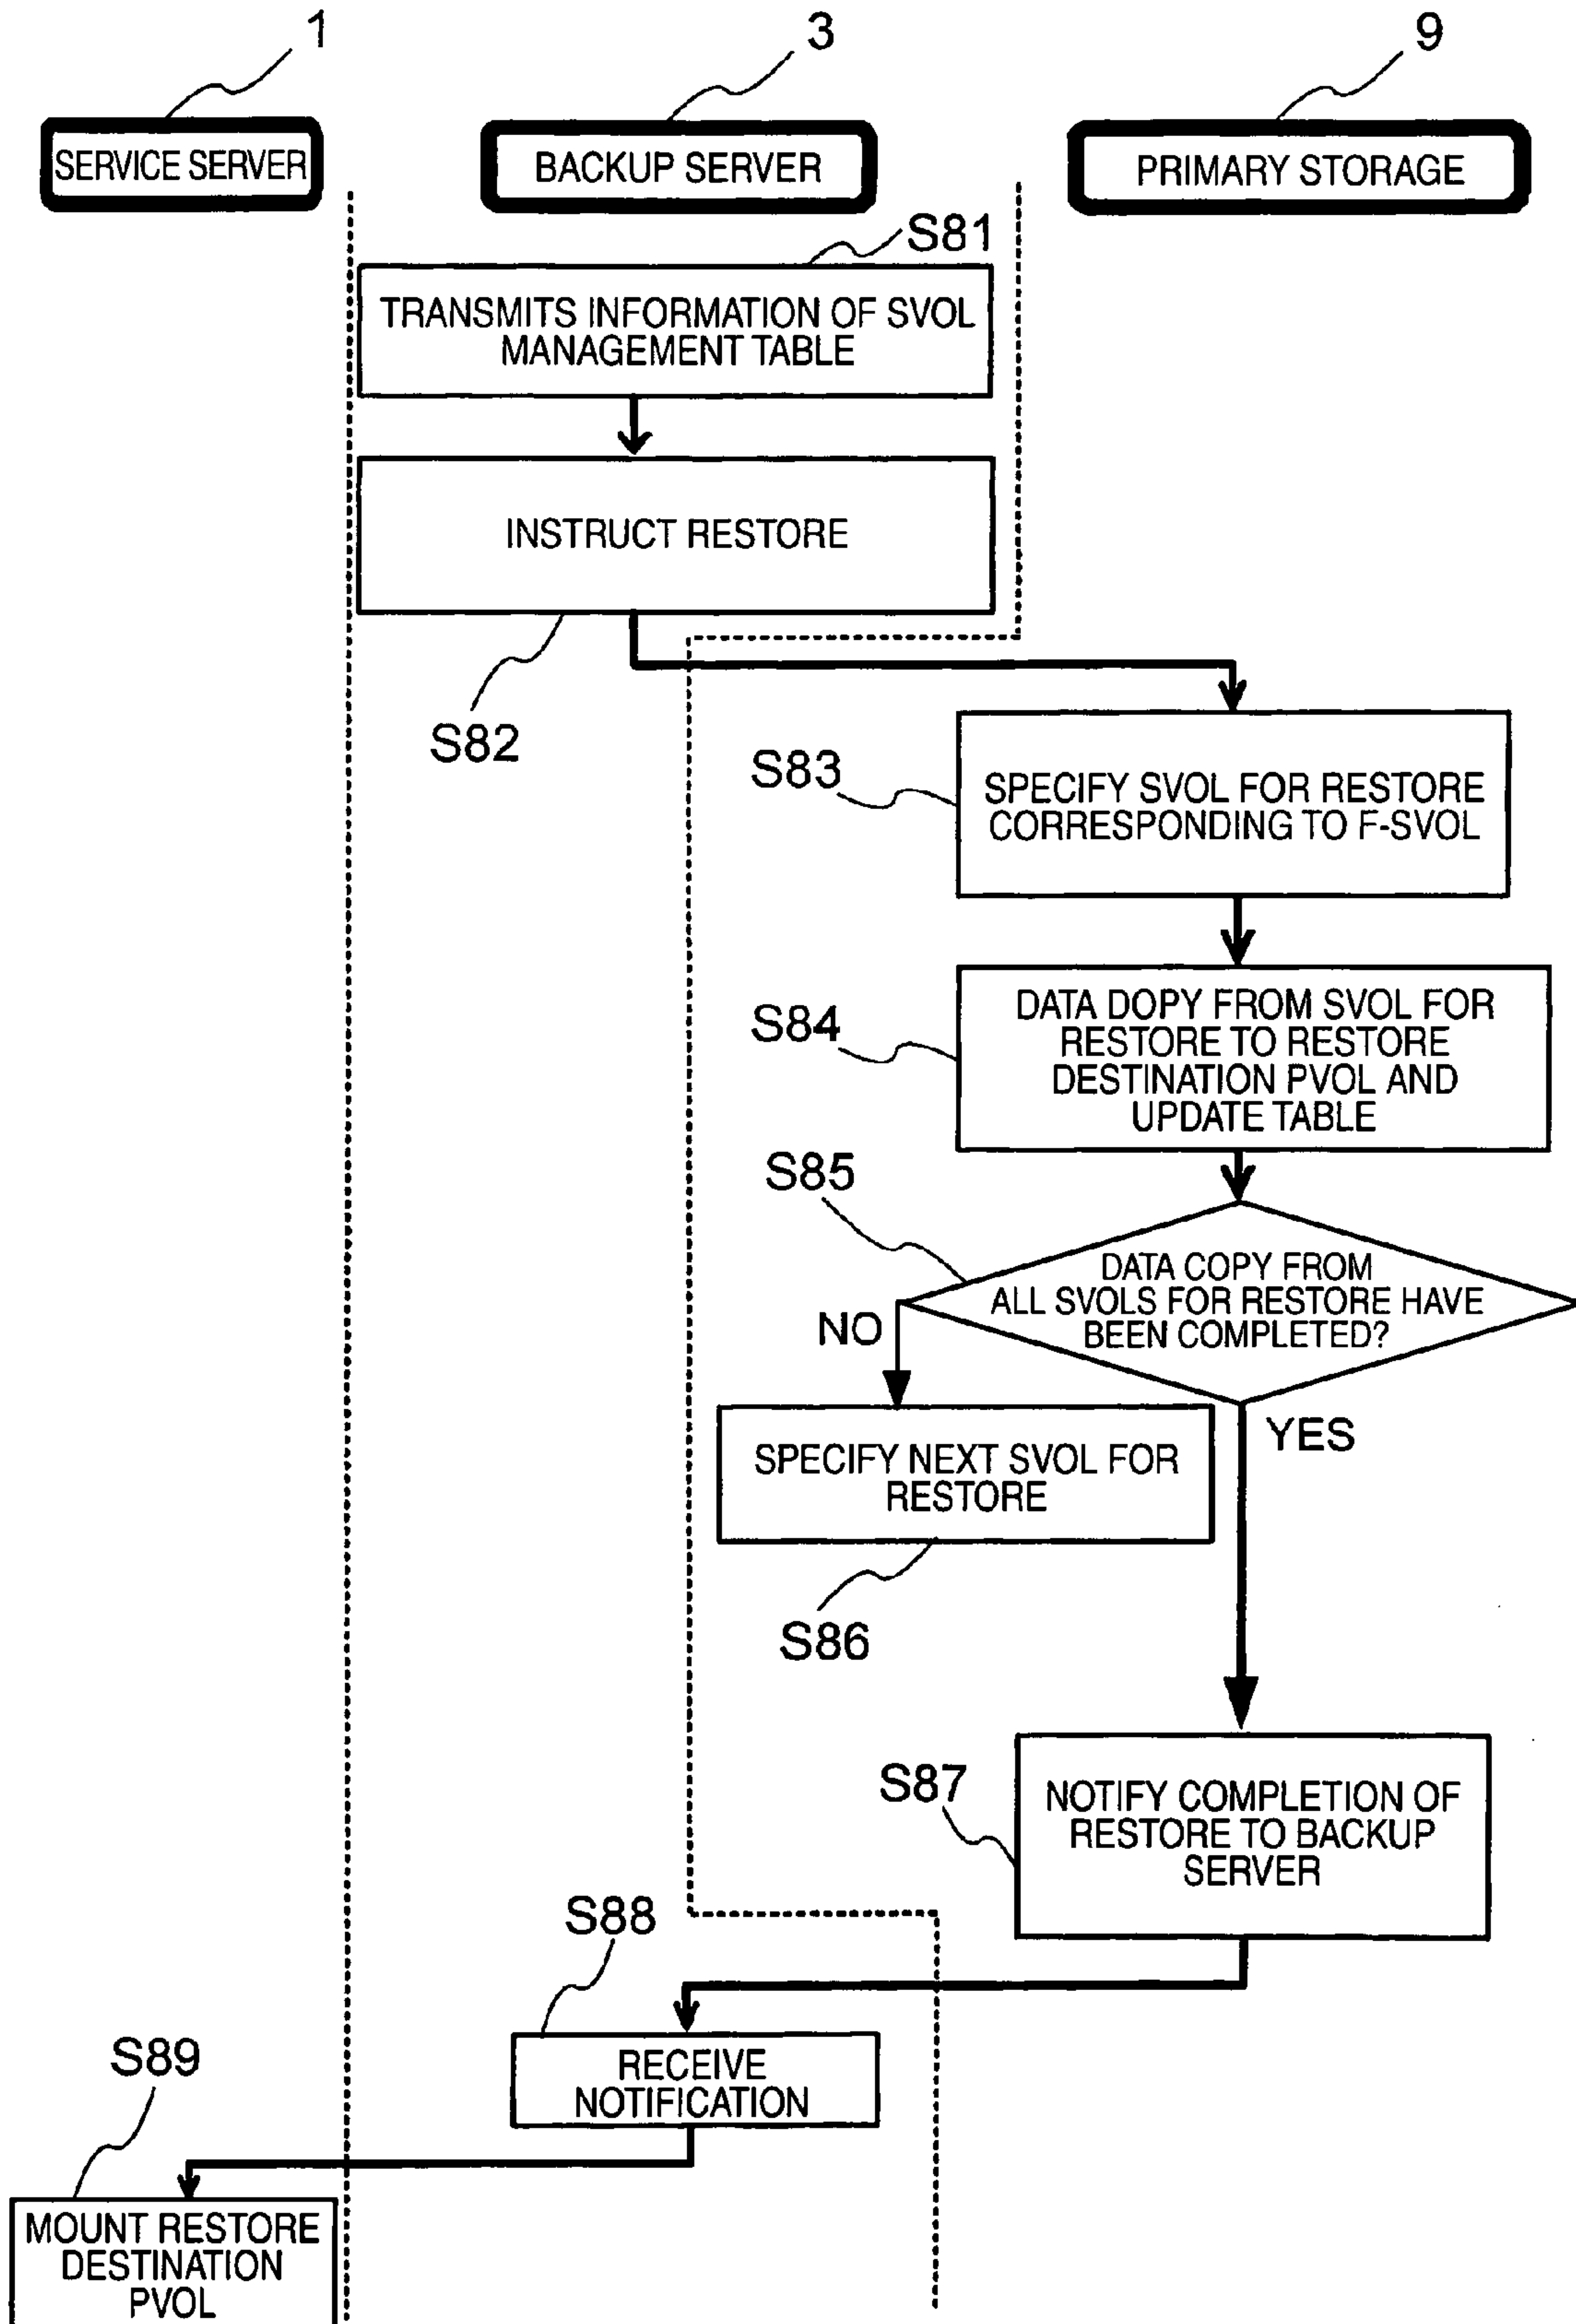 1
3
9
SERVICE SERVER
BACKUP SERVER
PRIMARY STORAGE
S81
TRANSMITS INFORMATION OF SVOL
MANAGEMENT TABLE
INSTRUCT RESTORE
S82
S83
SPECIFY SVOL FOR RESTORE
CORRESPONDING TO F-SVOL
S84
DATA DOPY FROM SVOL FOR
RESTORE TO RESTORE
DESTINATION PVOL AND
UPDATE TABLE
S85
DATA COPY FROM
ALL SVOLS FOR RESTORE HAVE
BEEN COMPLETED?
NO
YES
SPECIFY NEXT SVOL FOR
RESTORE
S86
S87
NOTIFY COMPLETION OF
RESTORE TO BACKUP
SERVER
S88
RECEIVE
NOTIFICATION
S89
MOUNT RESTORE
DESTINATION
PVOL